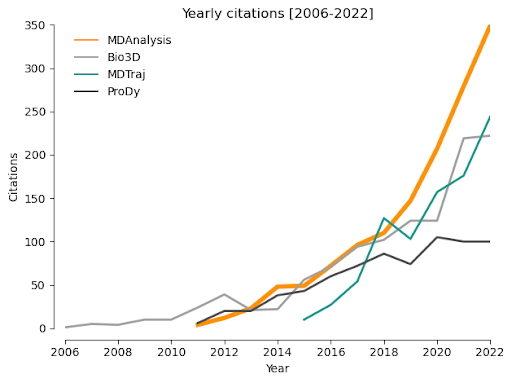 Yearly citations [2006-2022]
350
300
250
200
150
100
50
0
Citations
MDAnalysis
Bio3D
MDTraj
ProDy
2006 2008 2010 2012 2014 2016 2018 2020 2022
Year